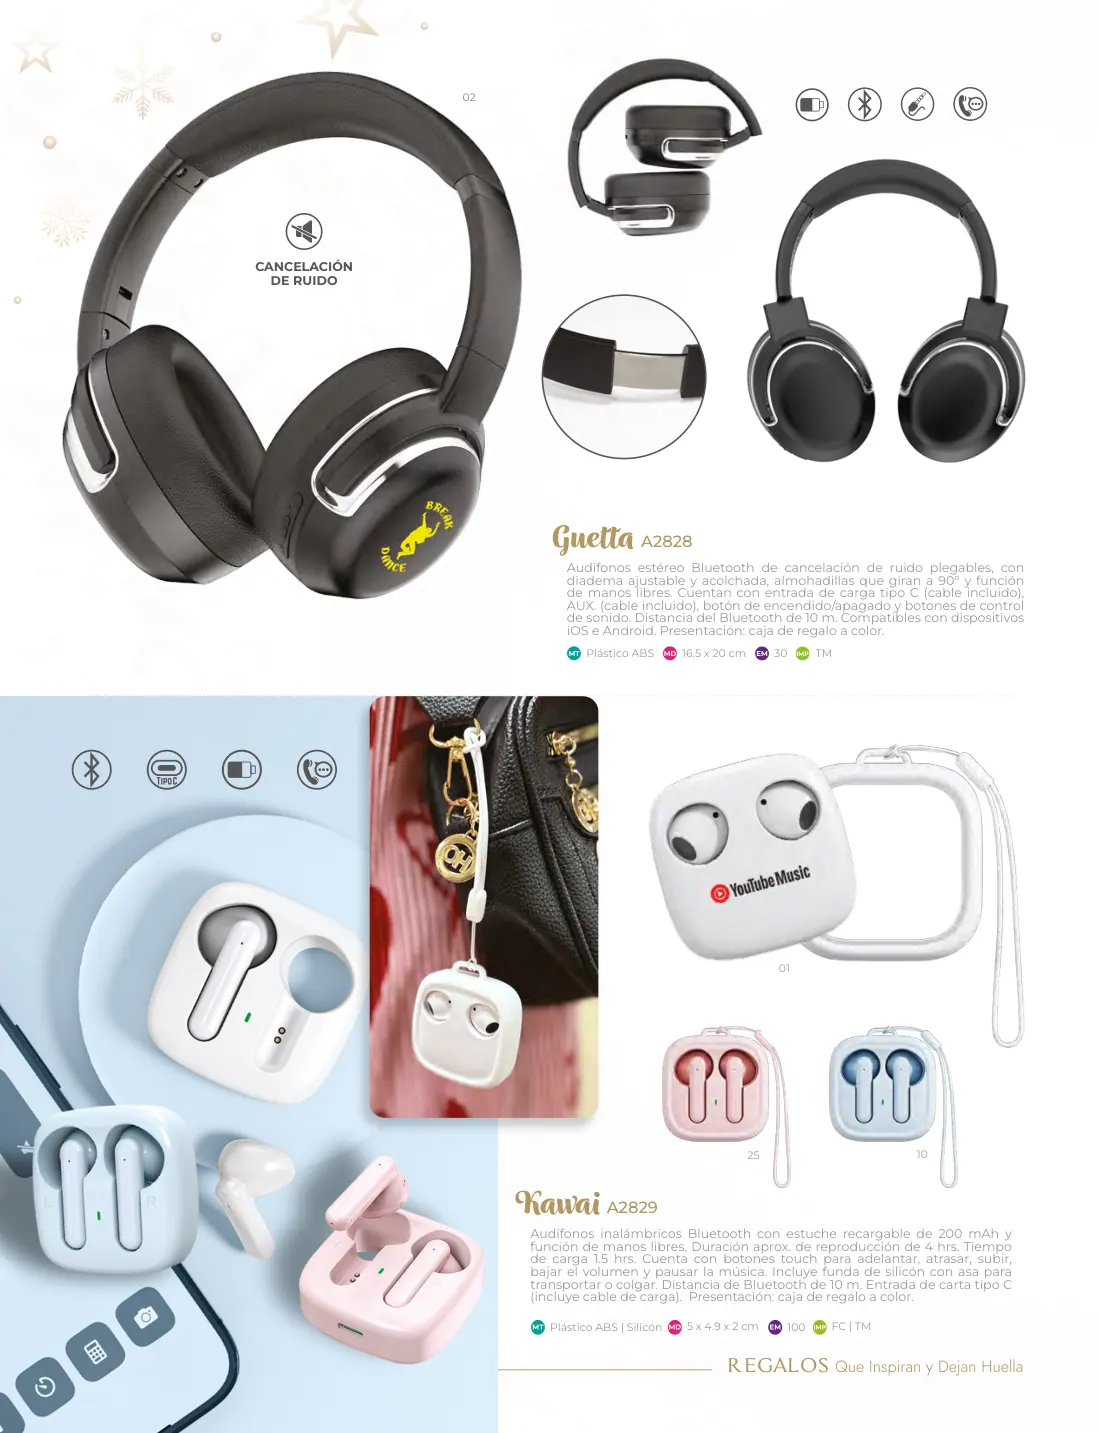 02
CANCELACIÓN
DE RUIDO
BREAK
DANCE
Guetta A2828
Audífonos estéreo Bluetooth de cancelación de ruido plegables, con
diadema ajustable y acolchada, almohadillas que giran a 90º y función
de manos libres. Cuentan con entrada de carga tipo C (cable incluido),
AUX. (cable incluido), botón de encendido/apagado y botones de control
de sonido. Distancia del Bluetooth de 10 m. Compatibles con dispositivos
iOS e Android. Presentación: caja de regalo a color.
MT Plástico ABS MD 16.5 x 20 cm EM 30 IMP TM
TIPO C
YouTube Music
01
25
10
L R
Kawai A2829
Audífonos inalámbricos Bluetooth con estuche recargable de 200 mAh y
función de manos libres. Duración aprox. de reproducción de 4 hrs. Tiempo
de carga 1.5 hrs. Cuenta con botones touch para adelantar, atrasar, subir,
bajar el volumen y pausar la música. Incluye funda de silicón con asa para
transportar o colgar. Distancia de Bluetooth de 10 m. Entrada de carta tipo C
(incluye cable de carga). Presentación: caja de regalo a color.
MT Plástico ABS | Silicón MD 5 x 4.9 x 2 cm EM 100 IMP FC | TM
REGALOS Que Inspiran y Dejan Huella